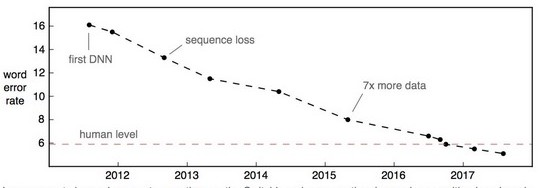 16
14
12
10
8
6
word
error
rate
first DNN
sequence loss
7x more data
human level
2012 2013 2014 2015 2016 2017